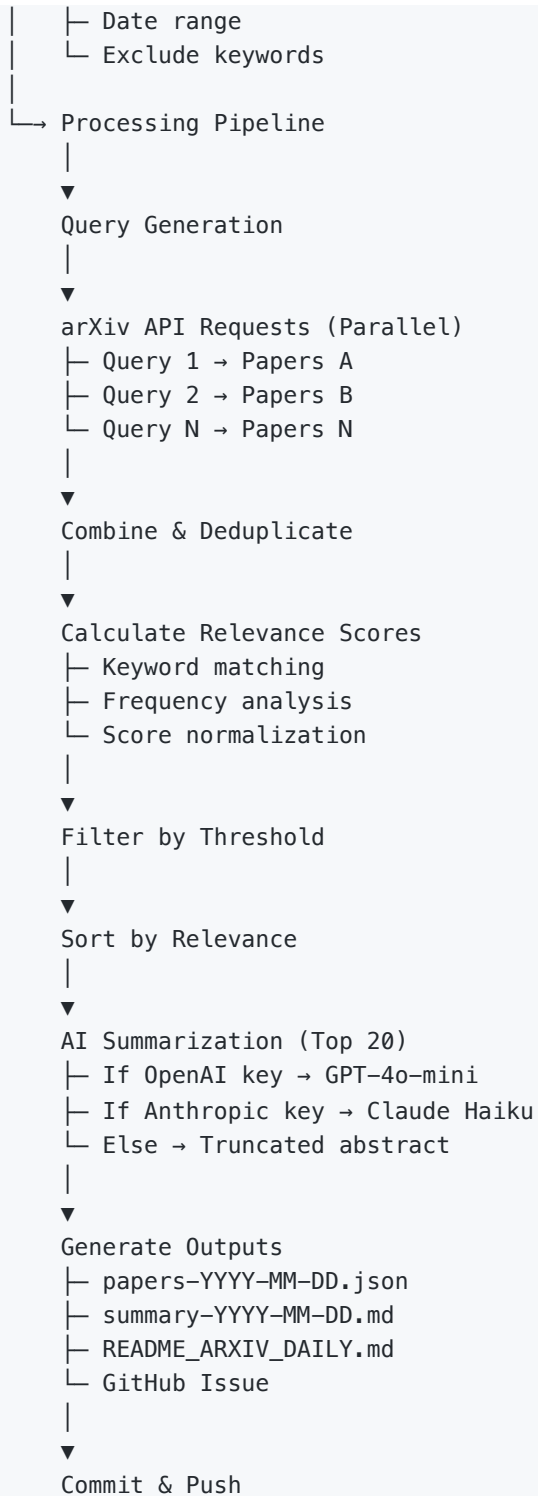 │   ├─ Date range
│   └─ Exclude keywords
│
└─→ Processing Pipeline
    │
    ▼
    Query Generation
    │
    ▼
    arXiv API Requests (Parallel)
    ├─ Query 1 → Papers A
    ├─ Query 2 → Papers B
    └─ Query N → Papers N
    │
    ▼
    Combine & Deduplicate
    │
    ▼
    Calculate Relevance Scores
    ├─ Keyword matching
    ├─ Frequency analysis
    └─ Score normalization
    │
    ▼
    Filter by Threshold
    │
    ▼
    Sort by Relevance
    │
    ▼
    AI Summarization (Top 20)
    ├─ If OpenAI key → GPT-4o-mini
    ├─ If Anthropic key → Claude Haiku
    └─ Else → Truncated abstract
    │
    ▼
    Generate Outputs
    ├─ papers-YYYY-MM-DD.json
    ├─ summary-YYYY-MM-DD.md
    ├─ README_ARXIV_DAILY.md
    └─ GitHub Issue
    │
    ▼
    Commit & Push